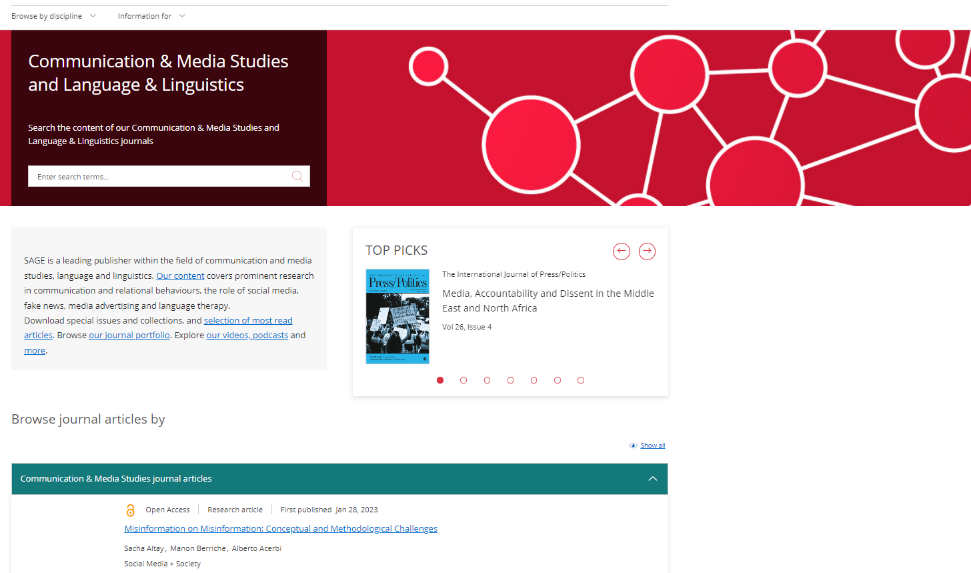 Browse by discipline
Information for
Communication & Media Studies
and Language & Linguistics
Search the content of our Communication & Media Studies and
Language & Linguistics journals
Enter search terms...
SAGE is a leading publisher within the field of communication and media
studies, language and linguistics. Our content covers prominent research
in communication and relational behaviours, the role of social media,
fake news, media advertising and language therapy.
Download special issues and collections, and selection of most read
articles. Browse our journal portfolio. Explore our videos, podcasts and
more.
TOP PICKS
Press/Politics
The International Journal of Press/Politics
Media, Accountability and Dissent in the Middle
East and North Africa
Vol 26, Issue 4
Browse journal articles by
Show all
Communication & Media Studies journal articles
Open Access
Research article
First published Jan 28, 2023
Misinformation on Misinformation: Conceptual and Methodological Challenges
Sacha Altay, Manon Berriche, Alberto Acerbi
Social Media + Society